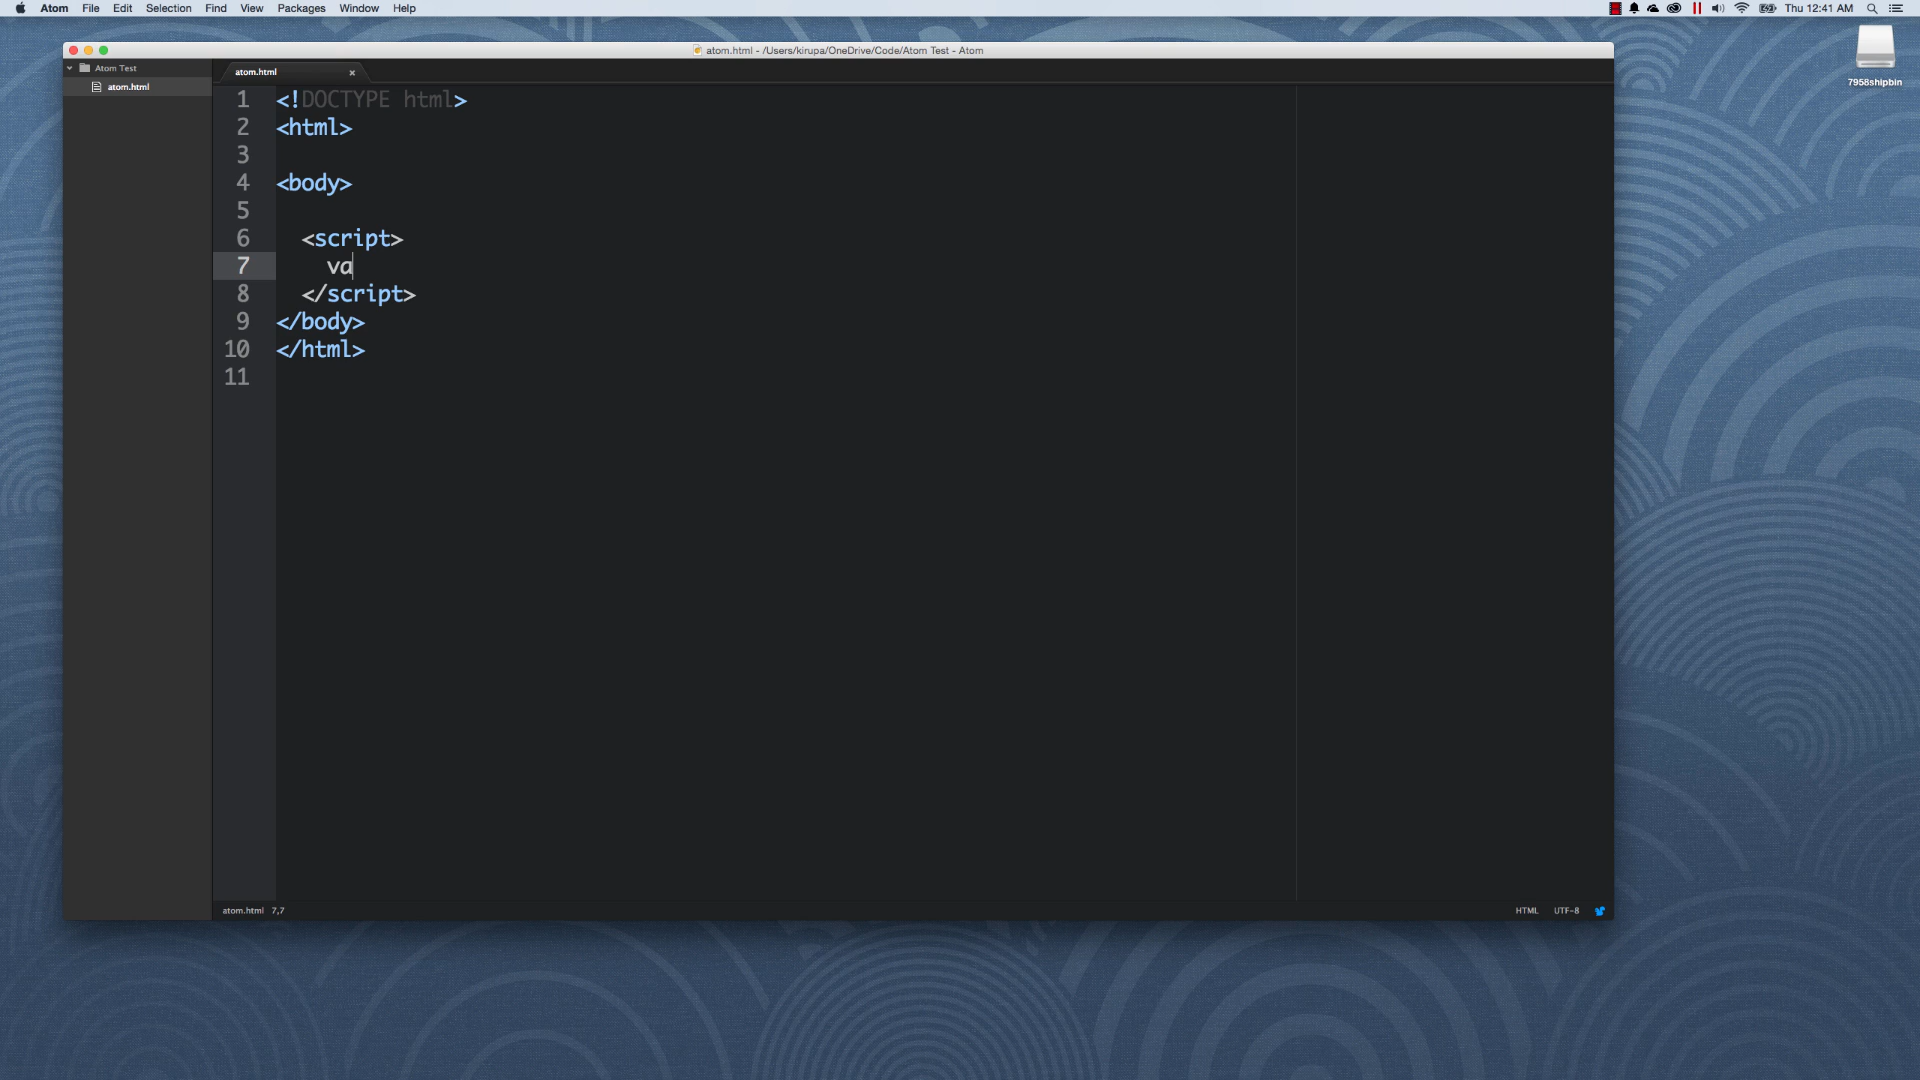 Atom File Edit Selection Find View Packages Window Help Thu 12:41 AM
atom.html - /Users/kirupa/OneDrive/Code/Atom Test - Atom
7958shipbin
Atom Test
atom.html
atom.html
1 <!DOCTYPE html>
2 <html>
3
4 <body>
5
6 <script>
7 va
8 </script>
9 </body>
10 </html>
11
atom.html 7,7 HTML UTF-8